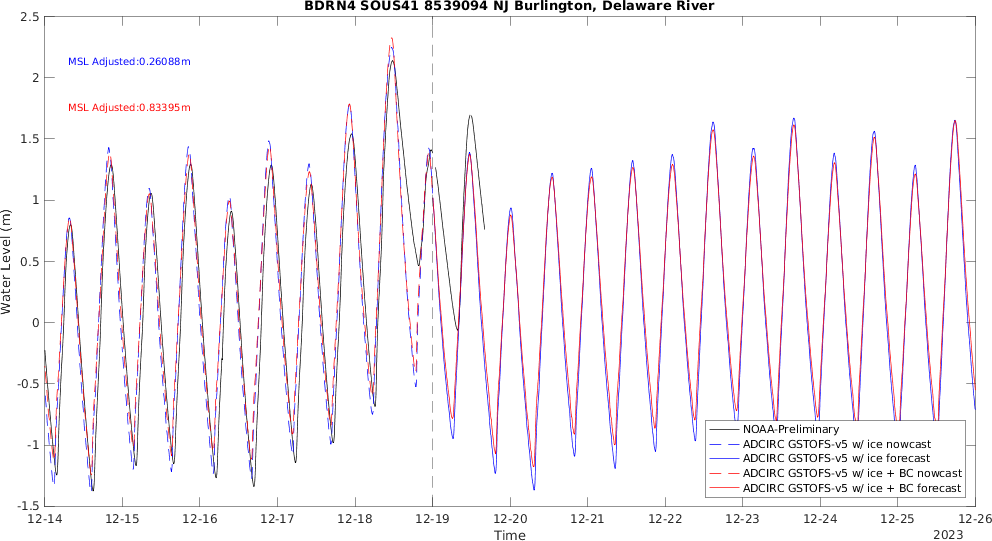 BDRN4 SOUS41 8539094 NJ Burlington, Delaware River
MSL Adjusted:0.26088m
MSL Adjusted:0.83395m
Water Level (m)
2.5
2
1.5
1
0.5
0
-0.5
-1
-1.5
NOAA-Preliminary
ADCIRC GSTOFS-v5 w/ ice nowcast
ADCIRC GSTOFS-v5 w/ ice forecast
ADCIRC GSTOFS-v5 w/ ice + BC nowcast
ADCIRC GSTOFS-v5 w/ ice + BC forecast
12-14 12-15 12-16 12-17 12-18 12-19 12-20 12-21 12-22 12-23 12-24 12-25 12-26
Time
2023